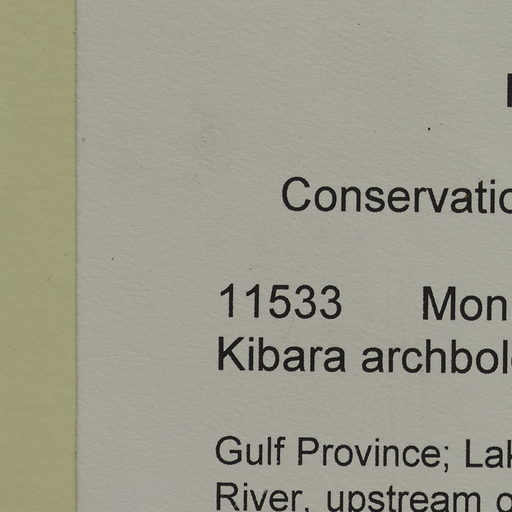 Conservatio
11533 Mon
Kibara archbol
Gulf Province; Lak
River, upstream o